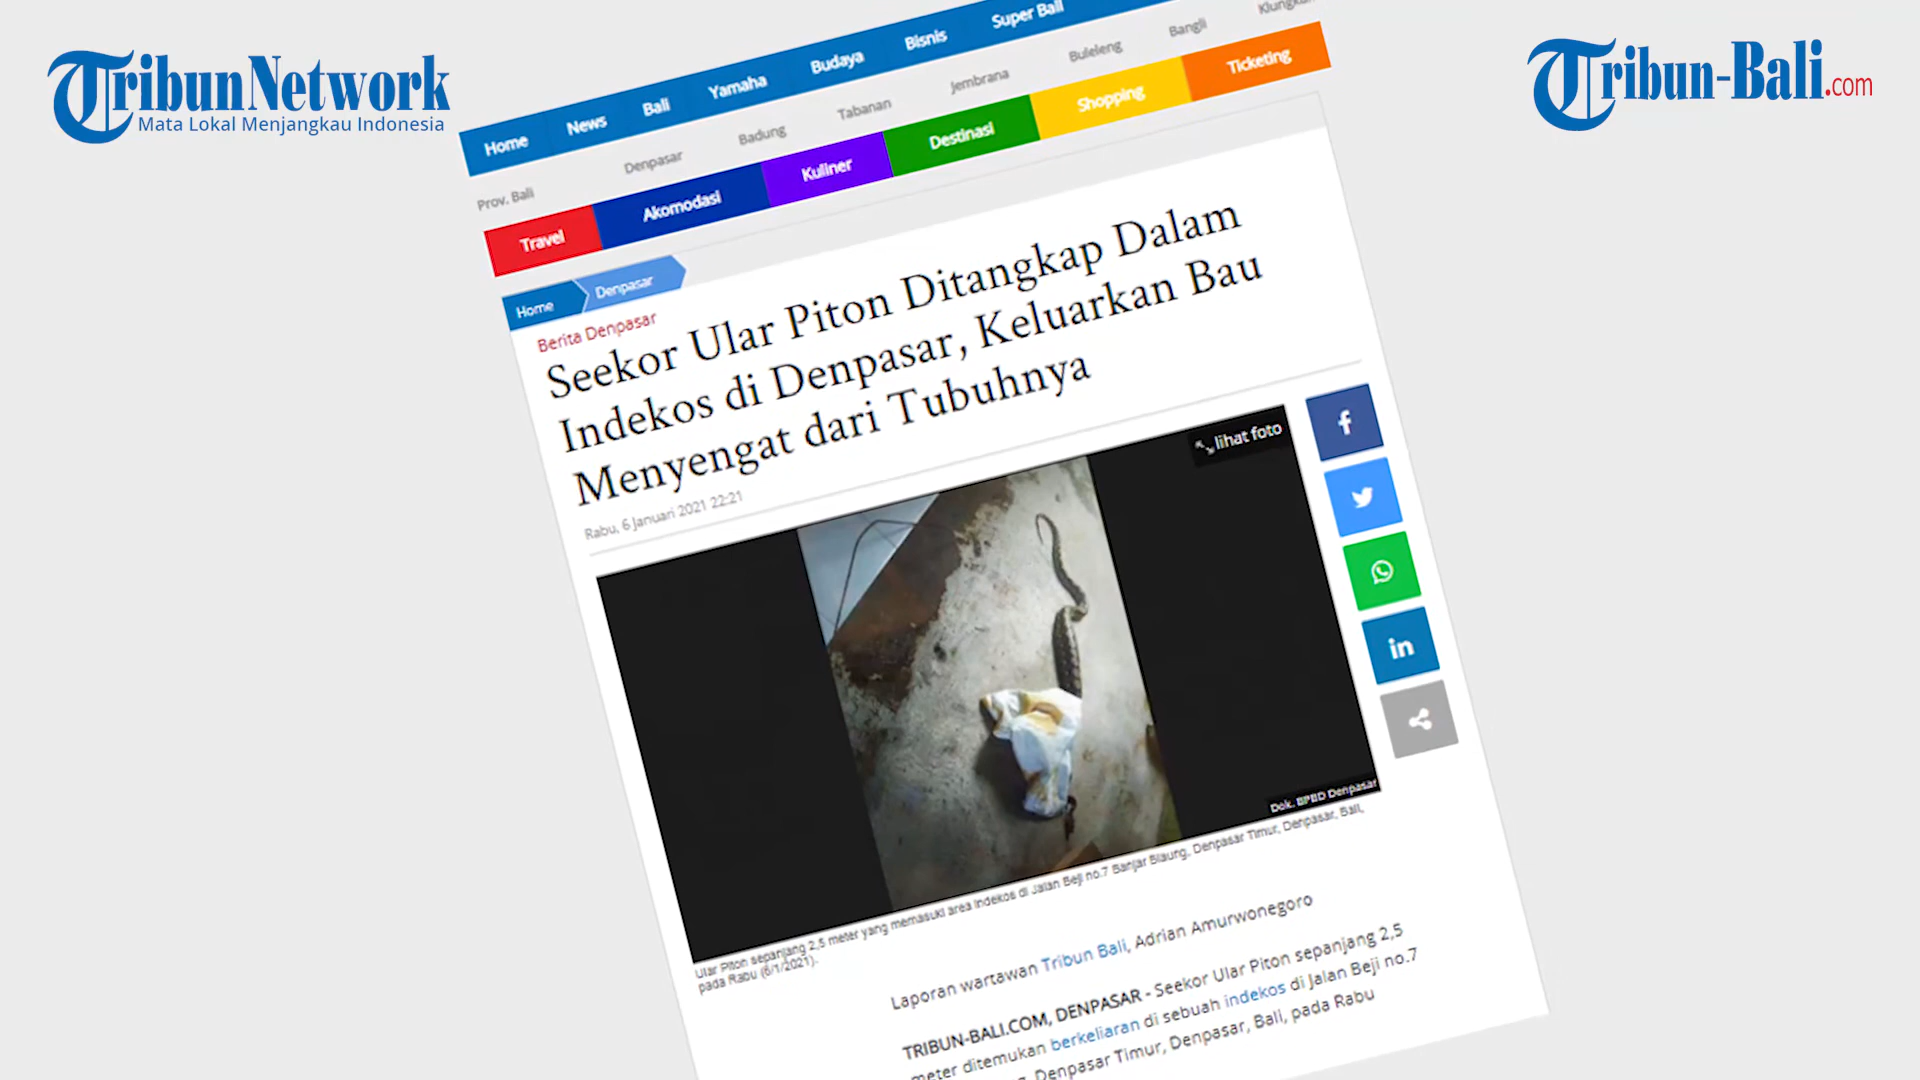 TribunNetwork
Mata Lokal Menjangkau Indonesia
Tribun-Bali.com
Home News Bali Yamaha Budaya Bisnis Super Bali
Prov. Bali Denpasar Badung Tabanan Jembrana Buleleng Bangli
Travel Akomodasi Kuliner Destinasi Shopping Ticketing
Home Denpasar
Berita Denpasar
Seekor Ular Piton Ditangkap Dalam
Indekos di Denpasar, Keluarkan Bau
Menyengat dari Tubuhnya
Rabu, 6 Januari 2021 22:21
lihat foto
Dok. BPBD Denpasar
Ular Piton sepanjang 2,5 meter yang memasuki area indekos di Jalan Beji no.7 Banjar Blaung, Denpasar Timur, Denpasar, Bali,
pada Rabu (6/1/2021).
Laporan wartawan Tribun Bali, Adrian Amurwonegoro
TRIBUN-BALI.COM, DENPASAR - Seekor Ular Piton sepanjang 2,5
meter ditemukan berkeliaran di sebuah indekos di Jalan Beji no.7
Denpasar Timur, Denpasar, Bali, pada Rabu